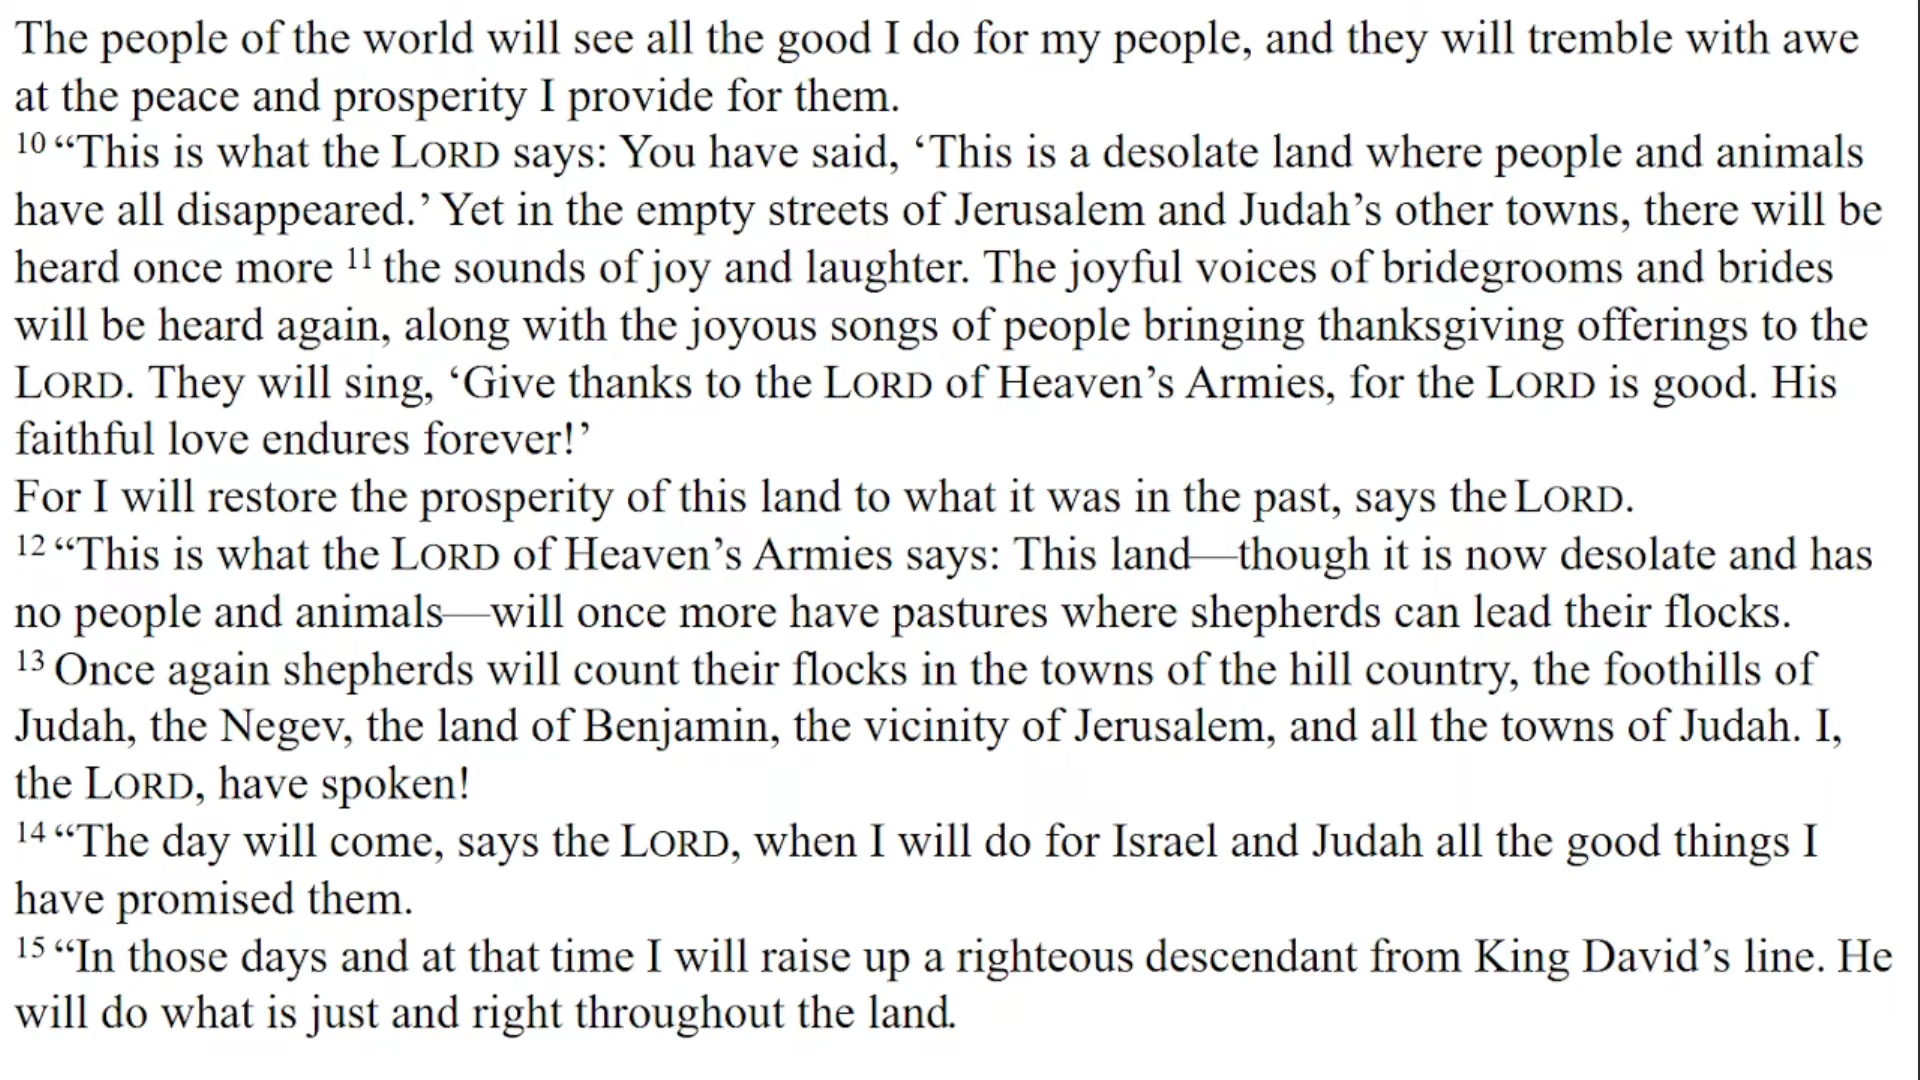 The people of the world will see all the good I do for my people, and they will tremble with awe
at the peace and prosperity I provide for them.
10 “This is what the LORD says: You have said, ‘This is a desolate land where people and animals
have all disappeared.’ Yet in the empty streets of Jerusalem and Judah’s other towns, there will be
heard once more 11 the sounds of joy and laughter. The joyful voices of bridegrooms and brides
will be heard again, along with the joyous songs of people bringing thanksgiving offerings to the
LORD. They will sing, ‘Give thanks to the LORD of Heaven’s Armies, for the LORD is good. His
faithful love endures forever!’
For I will restore the prosperity of this land to what it was in the past, says the LORD.
12 “This is what the LORD of Heaven’s Armies says: This land—though it is now desolate and has
no people and animals—will once more have pastures where shepherds can lead their flocks.
13 Once again shepherds will count their flocks in the towns of the hill country, the foothills of
Judah, the Negev, the land of Benjamin, the vicinity of Jerusalem, and all the towns of Judah. I,
the LORD, have spoken!
14 “The day will come, says the LORD, when I will do for Israel and Judah all the good things I
have promised them.
15 “In those days and at that time I will raise up a righteous descendant from King David’s line. He
will do what is just and right throughout the land.